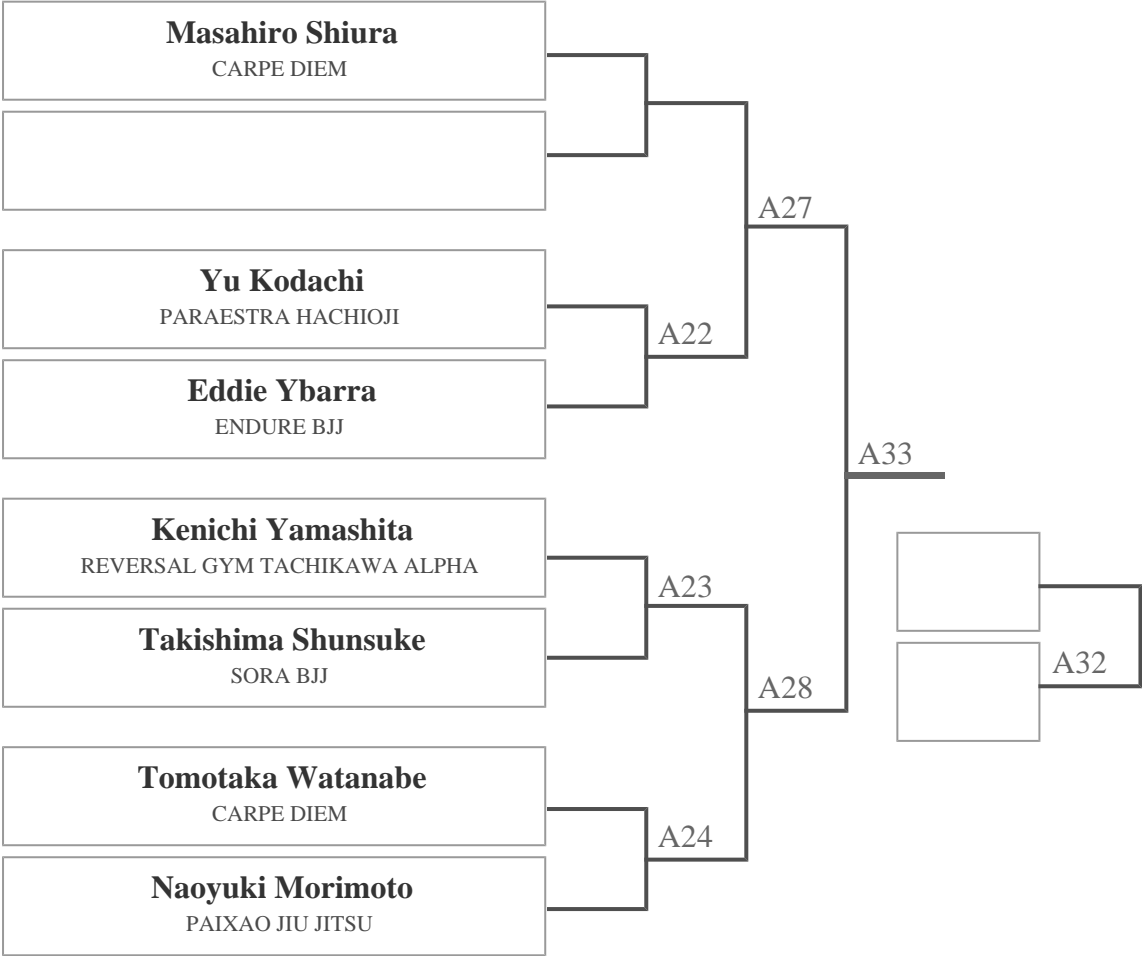 Masahiro Shiura
CARPE DIEM
A27
Yu Kodachi
PARAESTRA HACHIOJI
A22
Eddie Ybarra
ENDURE BJJ
A33
Kenichi Yamashita
REVERSAL GYM TACHIKAWA ALPHA
A23
Takishima Shunsuke
SORA BJJ
A32
A28
Tomotaka Watanabe
CARPE DIEM
A24
Naoyuki Morimoto
PAIXAO JIU JITSU